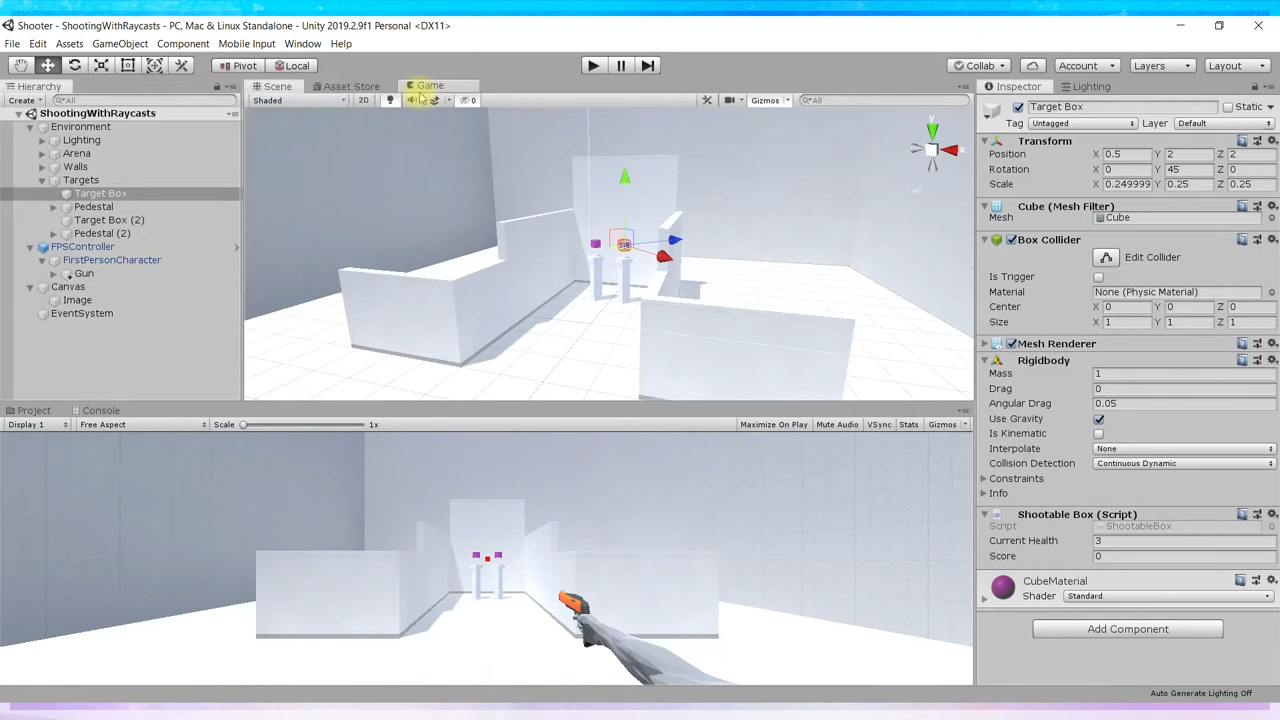 Shooter - ShootingWithRaycasts - PC, Mac & Linux Standalone - Unity 2019.2.9f1 Personal <DX11>
File Edit Assets GameObject Component Mobile Input Window Help
Pivot Local Collab Account Layers Layout
Hierarchy Scene Asset Store Game Inspector Lighting
Create All Shaded 2D 0 Gizmos All
ShootingWithRaycasts
Environment
Lighting
Arena
Walls
Targets
Target Box
Pedestal
Target Box (2)
Pedestal (2)
FPSController
FirstPersonCharacter
Gun
Canvas
Image
EventSystem
Y
X
Project Console
Display 1 Free Aspect Scale 1x Maximize On Play Mute Audio VSync Stats Gizmos
Target Box Static
Tag Untagged Layer Default
Transform
Position X 0.5 Y 2 Z 2
Rotation X 0 Y 45 Z 0
Scale X 0.249999 Y 0.25 Z 0.25
Cube (Mesh Filter)
Mesh Cube
Box Collider
Edit Collider
Is Trigger
Material None (Physic Material)
Center X 0 Y 0 Z 0
Size X 1 Y 1 Z 1
Mesh Renderer
Rigidbody
Mass 1
Drag 0
Angular Drag 0.05
Use Gravity
Is Kinematic
Interpolate None
Collision Detection Continuous Dynamic
Constraints
Info
Shootable Box (Script)
Script ShootableBox
Current Health 3
Score 0
CubeMaterial
Shader Standard
Add Component
Auto Generate Lighting Off